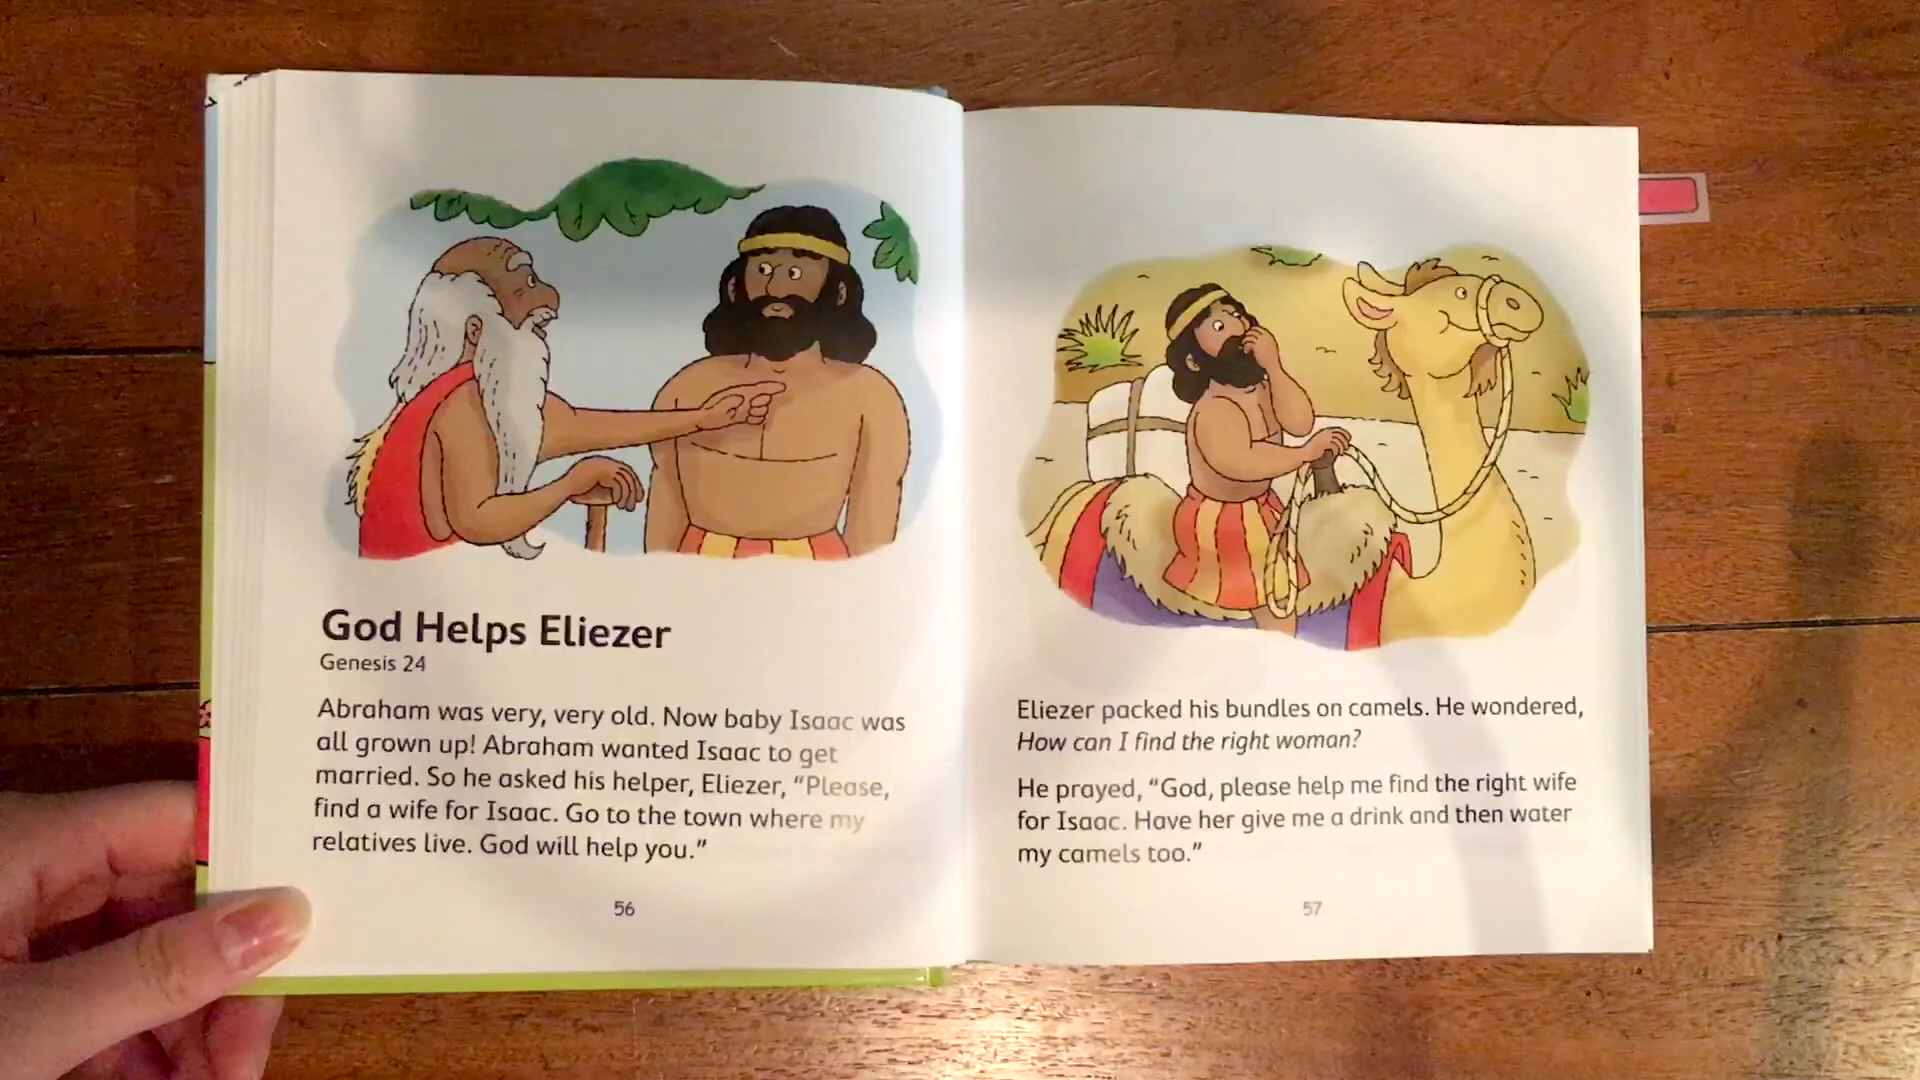 God Helps Eliezer
Genesis 24
Abraham was very, very old. Now baby Isaac was
all grown up! Abraham wanted Isaac to get
married. So he asked his helper, Eliezer, “Please,
find a wife for Isaac. Go to the town where my
relatives live. God will help you.”
56
Eliezer packed his bundles on camels. He wondered,
How can I find the right woman?
He prayed, “God, please help me find the right wife
for Isaac. Have her give me a drink and then water
my camels too.”
57